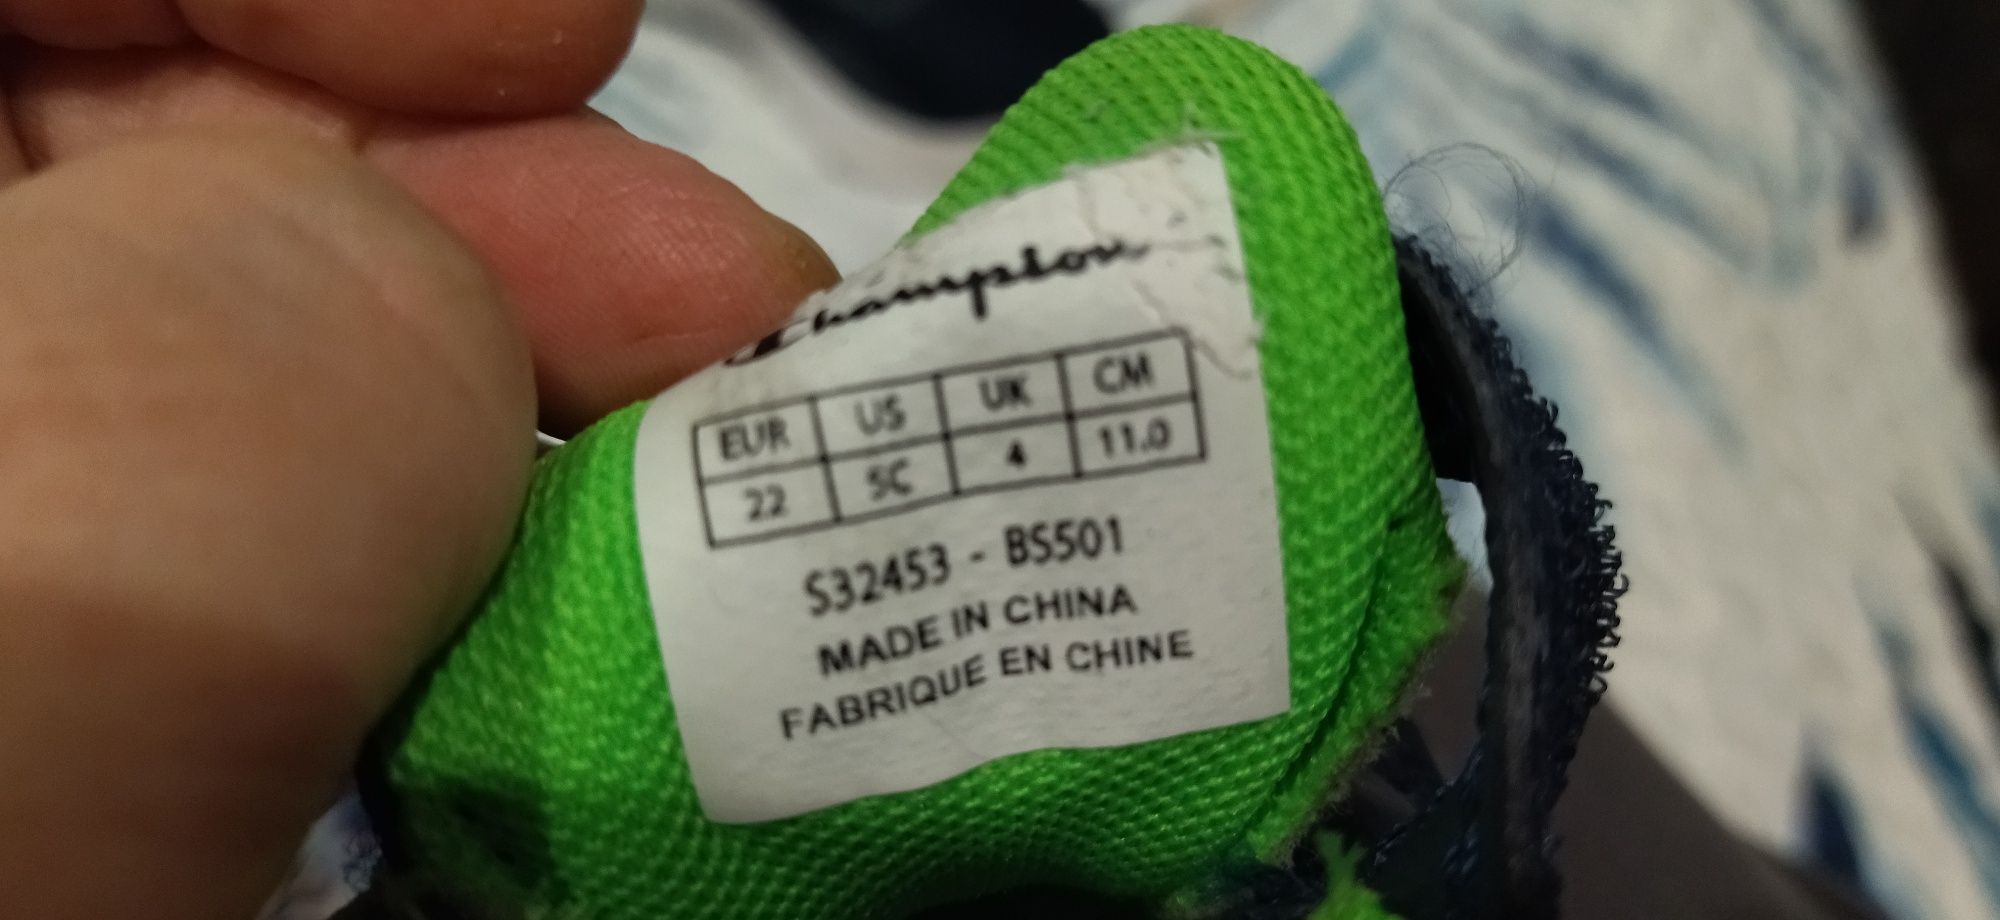 Champion
EUR US UK CM
22 5C 4 11.0
S32453 - BS501
MADE IN CHINA
FABRIQUE EN CHINE